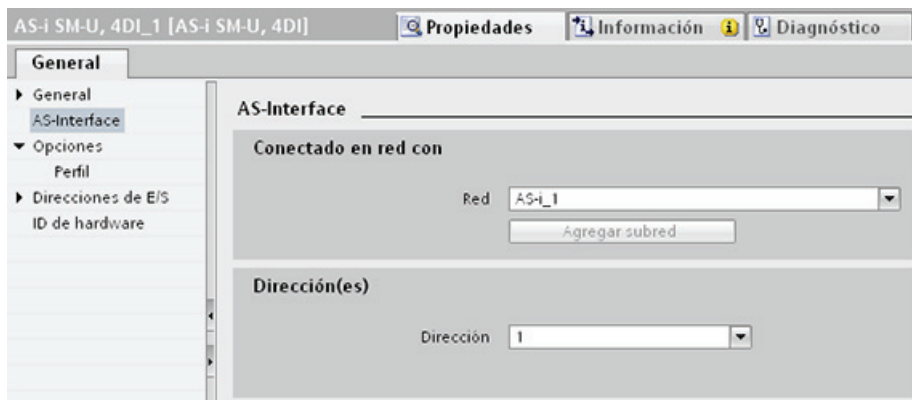 AS-i SM-U, 4DI_1 [AS-i SM-U, 4DI]
Propiedades
Información
Diagnóstico
General
General
AS-Interface
Opciones
Perfil
Direcciones de E/S
ID de hardware
AS-Interface
Conectado en red con
Red AS-i_1
Agregar subred
Dirección(es)
Dirección 1